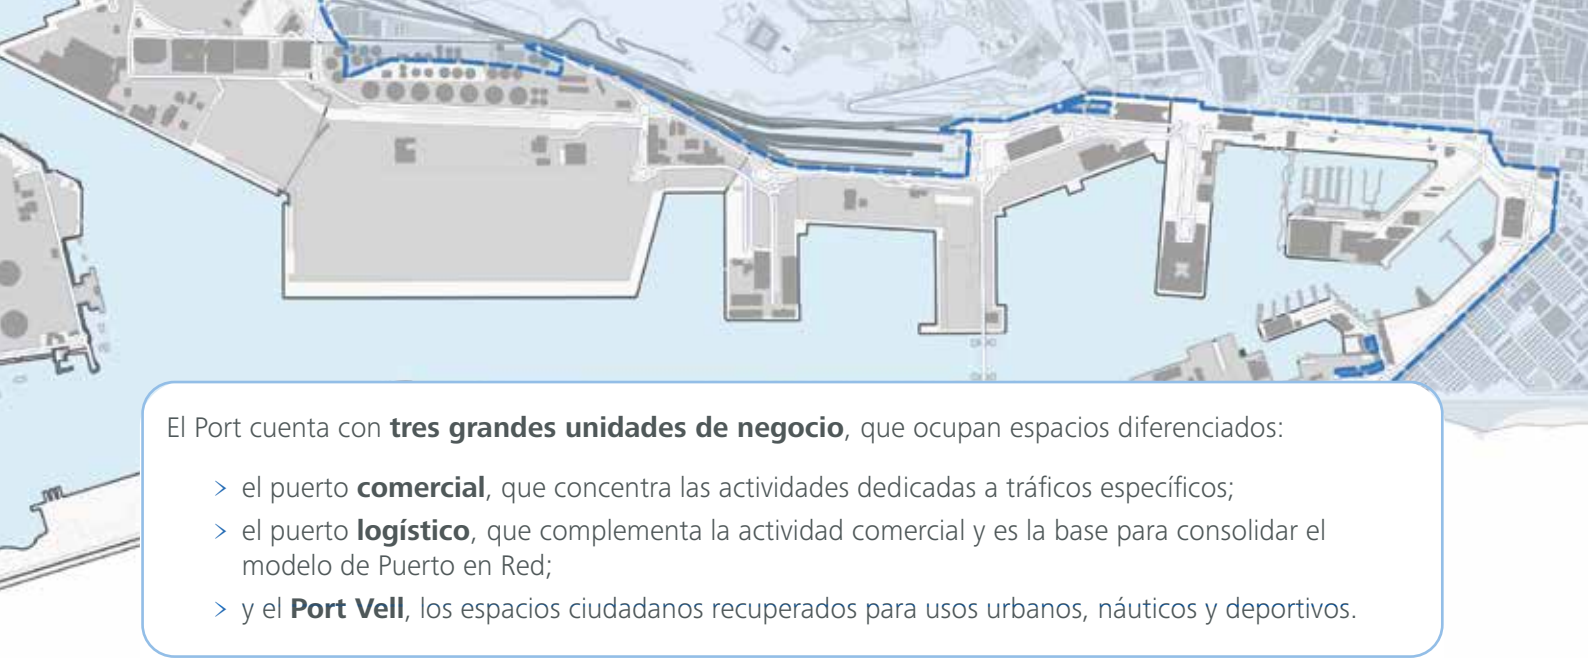 El Port cuenta con tres grandes unidades de negocio, que ocupan espacios diferenciados:
> el puerto comercial, que concentra las actividades dedicadas a tráficos específicos;
> el puerto logístico, que complementa la actividad comercial y es la base para consolidar el
modelo de Puerto en Red;
> y el Port Vell, los espacios ciudadanos recuperados para usos urbanos, náuticos y deportivos.